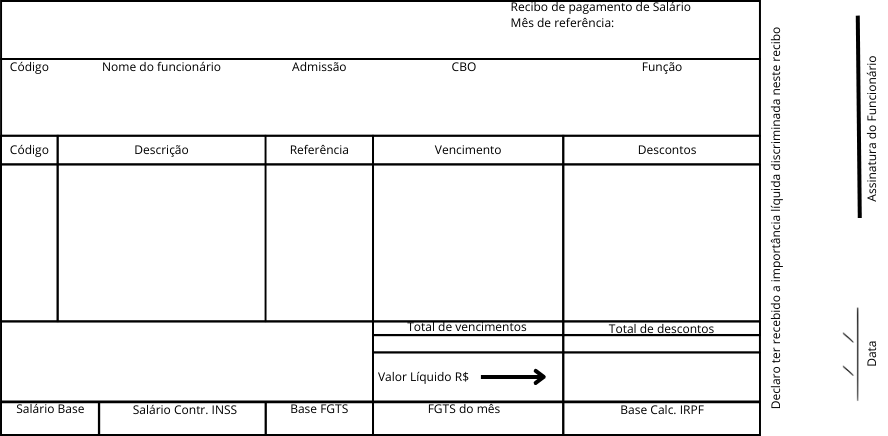 Recibo de pagamento de Salário
Mês de referência:
Código Nome do funcionário Admissão CBO Função
Código Descrição Referência Vencimento Descontos
Total de vencimentos Total de descontos
Valor Líquido R$
Salário Base Salário Contr. INSS Base FGTS FGTS do mês Base Calc. IRPF
Declaro ter recebido a importância líquida discriminada neste recibo
Assinatura do Funcionário
/ /
Data